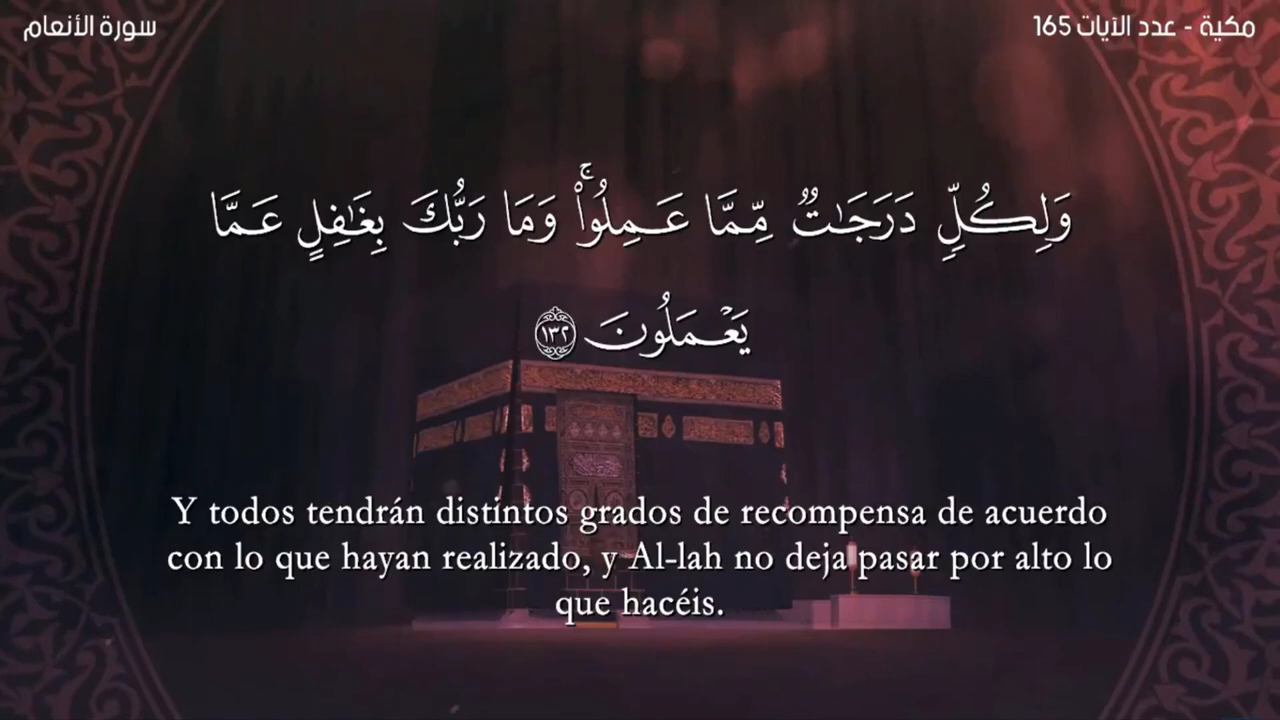 مكية - عدد الآيات 165
سورة الأنعام
وَلِكُلٍّ دَرَجَٰتٌ مِّمَّا عَمِلُوا۟ ۚ وَمَا رَبُّكَ بِغَٰفِلٍ عَمَّا
يَعْمَلُونَ ١٣٢
Y todos tendrán distintos grados de recompensa de acuerdo
con lo que hayan realizado, y Al-lah no deja pasar por alto lo
que hacéis.